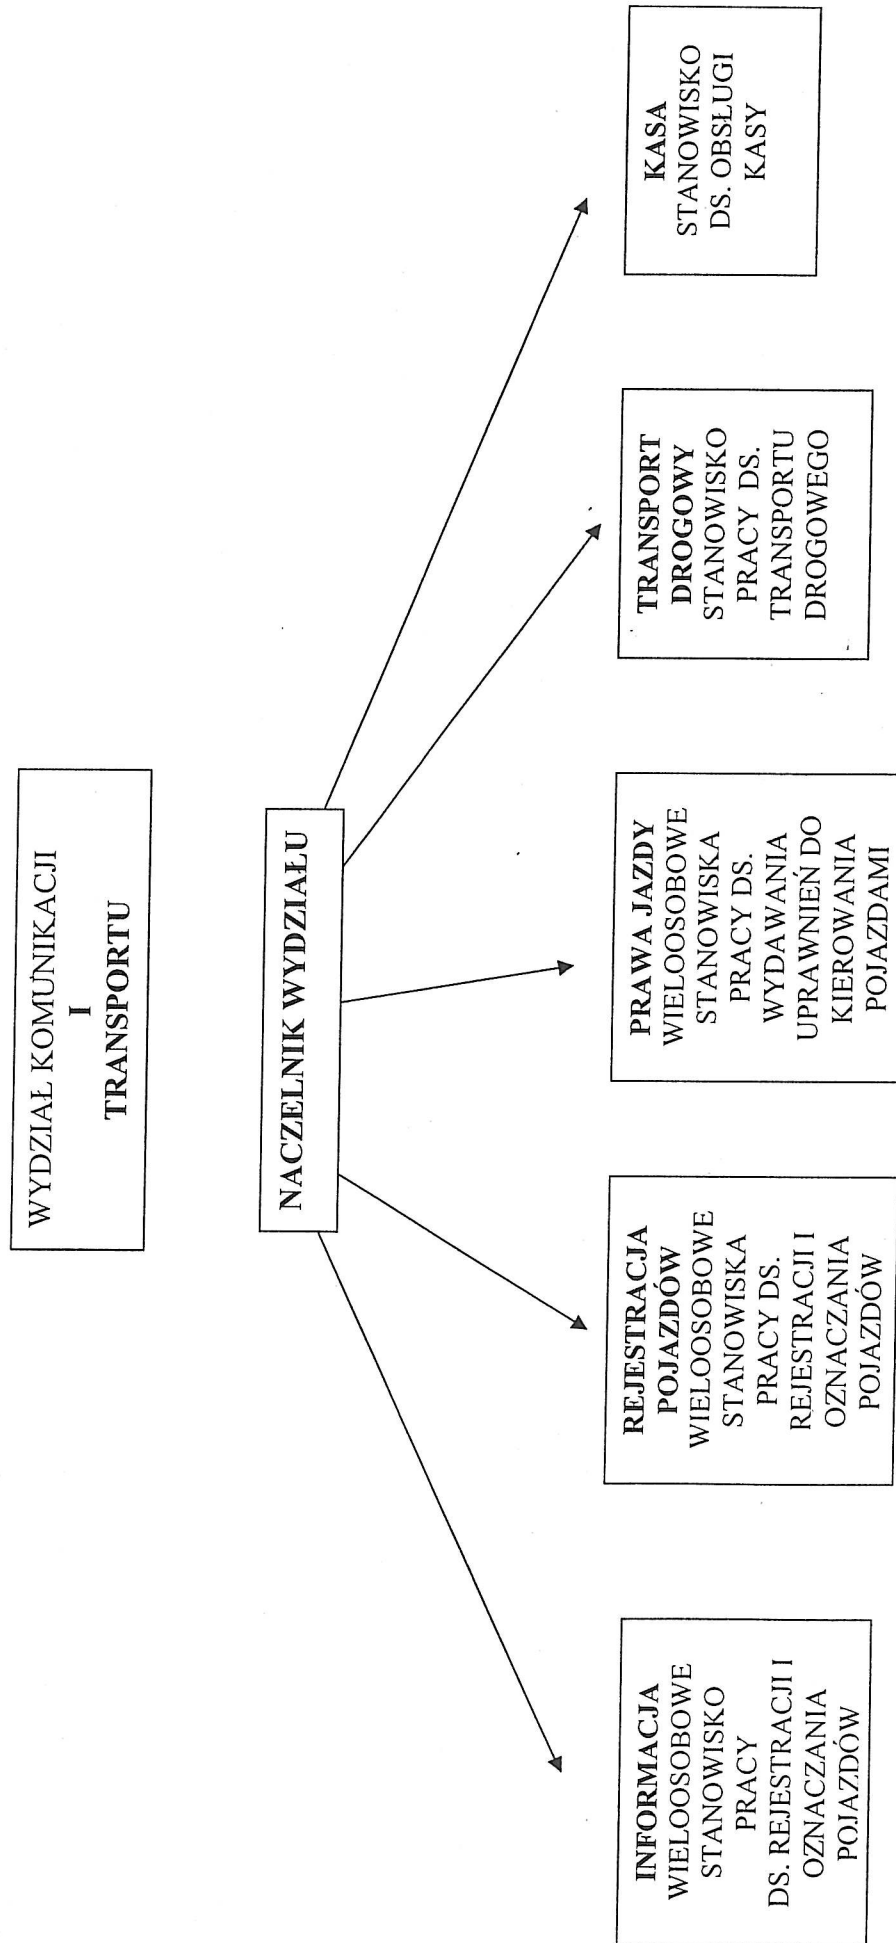 WYDZIAŁ KOMUNIKACJI
I
TRANSPORTU
NACZELNIK WYDZIAŁU
INFORMACJA
WIELOOSOBOWE
STANOWISKO
PRACY
DS. REJESTRACJI I
OZNACZANIA
POJAZDÓW
REJESTRACJA
POJAZDÓW
WIELOOSOBOWE
STANOWISKA
PRACY DS.
REJESTRACJI I
OZNACZANIA
POJAZDÓW
PRAWA JAZDY
WIELOOSOBOWE
STANOWISKA
PRACY DS.
WYDAWANIA
UPRAWNIEŃ DO
KIEROWANIA
POJAZDAMI
TRANSPORT
DROGOWY
STANOWISKO
PRACY DS.
TRANSPORTU
DROGOWEGO
KASA
STANOWISKO
DS. OBSŁUGI
KASY